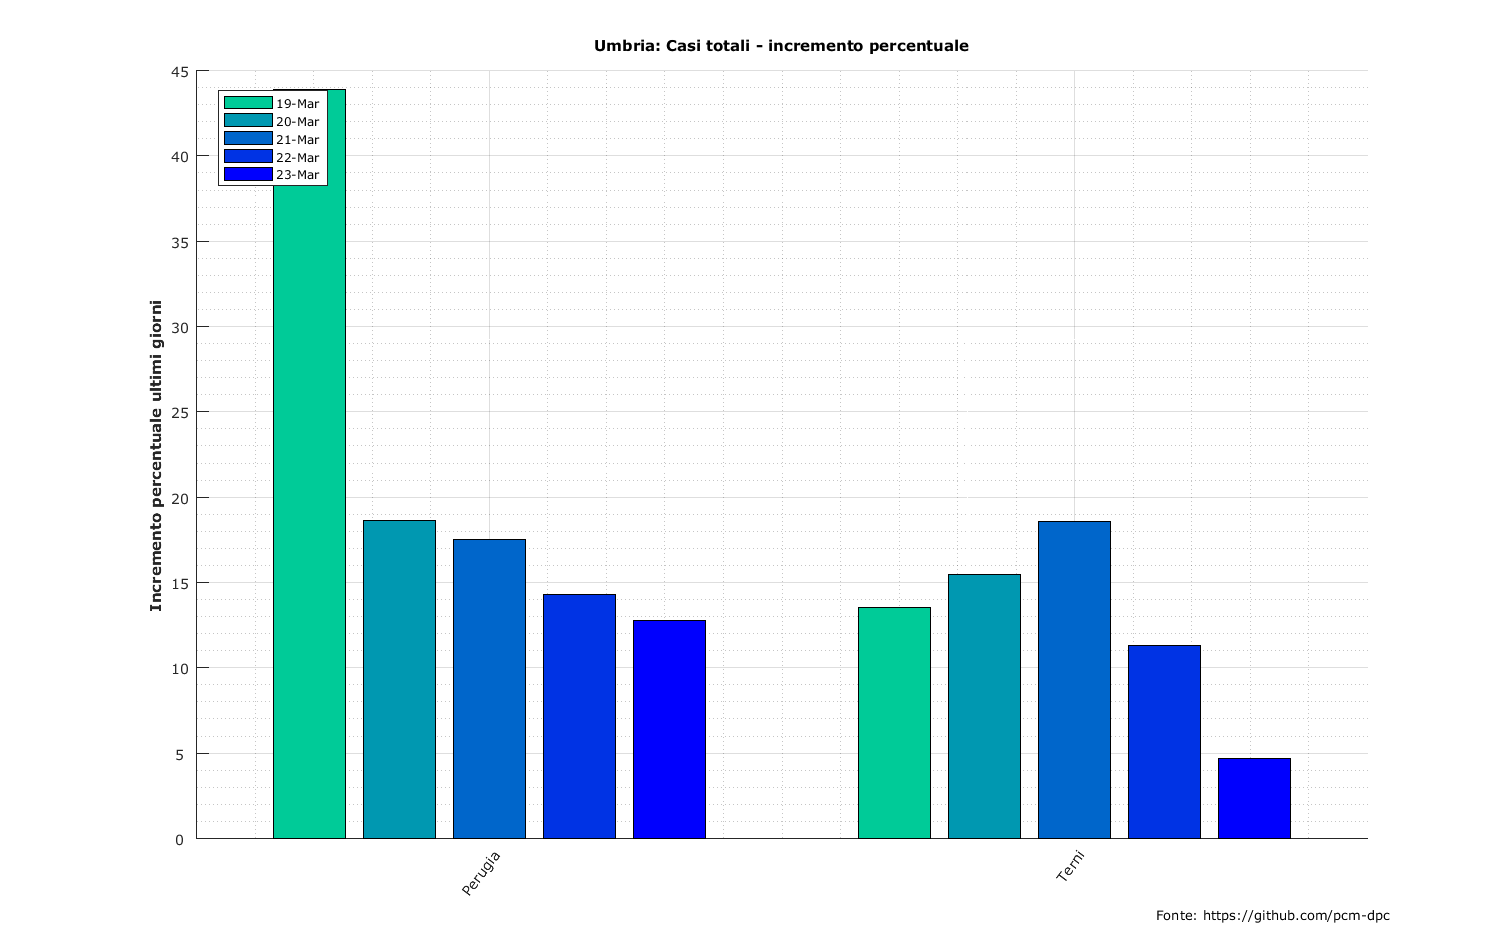 Umbria: Casi totali - incremento percentuale
45
40
35
30
25
20
15
10
5
0
Incremento percentuale ultimi giorni
19-Mar
20-Mar
21-Mar
22-Mar
23-Mar
Perugia
Terni
Fonte: https://github.com/pcm-dpc